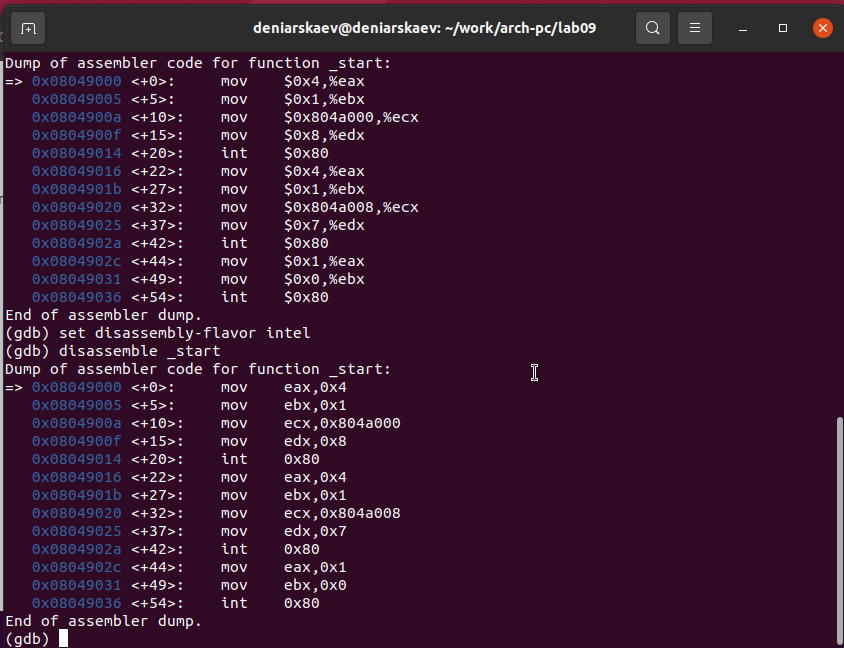 deniarskaev@deniarskaev: ~/work/arch-pc/lab09
Dump of assembler code for function _start:
=> 0x08049000 <+0>:     mov    $0x4,%eax
   0x08049005 <+5>:     mov    $0x1,%ebx
   0x0804900a <+10>:    mov    $0x804a000,%ecx
   0x0804900f <+15>:    mov    $0x8,%edx
   0x08049014 <+20>:    int    $0x80
   0x08049016 <+22>:    mov    $0x4,%eax
   0x0804901b <+27>:    mov    $0x1,%ebx
   0x08049020 <+32>:    mov    $0x804a008,%ecx
   0x08049025 <+37>:    mov    $0x7,%edx
   0x0804902a <+42>:    int    $0x80
   0x0804902c <+44>:    mov    $0x1,%eax
   0x08049031 <+49>:    mov    $0x0,%ebx
   0x08049036 <+54>:    int    $0x80
End of assembler dump.
(gdb) set disassembly-flavor intel
(gdb) disassemble _start
Dump of assembler code for function _start:
=> 0x08049000 <+0>:     mov    eax,0x4
   0x08049005 <+5>:     mov    ebx,0x1
   0x0804900a <+10>:    mov    ecx,0x804a000
   0x0804900f <+15>:    mov    edx,0x8
   0x08049014 <+20>:    int    0x80
   0x08049016 <+22>:    mov    eax,0x4
   0x0804901b <+27>:    mov    ebx,0x1
   0x08049020 <+32>:    mov    ecx,0x804a008
   0x08049025 <+37>:    mov    edx,0x7
   0x0804902a <+42>:    int    0x80
   0x0804902c <+44>:    mov    eax,0x1
   0x08049031 <+49>:    mov    ebx,0x0
   0x08049036 <+54>:    int    0x80
End of assembler dump.
(gdb)